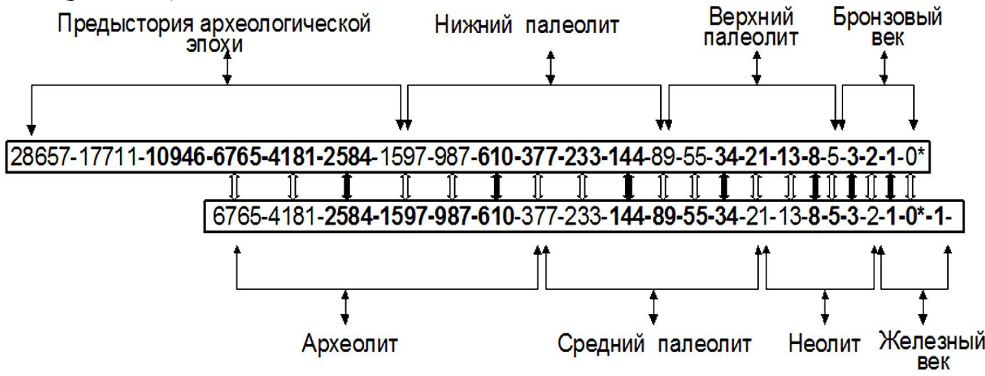 Предыстория археологической эпохи
Нижний палеолит
Верхний палеолит
Бронзовый век
28657-17711-10946-6765-4181-2584-1597-987-610-377-233-144-89-55-34-21-13-8-5-3-2-1-0*
6765-4181-2584-1597-987-610-377-233-144-89-55-34-21-13-8-5-3-2-1-0*-1-
Археолит
Средний палеолит
Неолит
Железный век